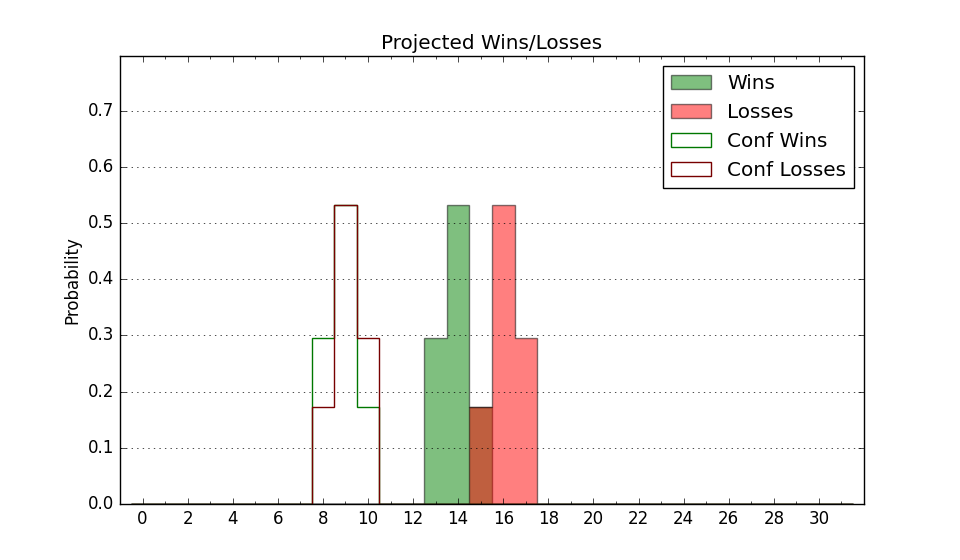 Projected Wins/Losses
Wins
Losses
Conf Wins
Conf Losses
Probability
0.7
0.6
0.5
0.4
0.3
0.2
0.1
0.0
0 2 4 6 8 10 12 14 16 18 20 22 24 26 28 30